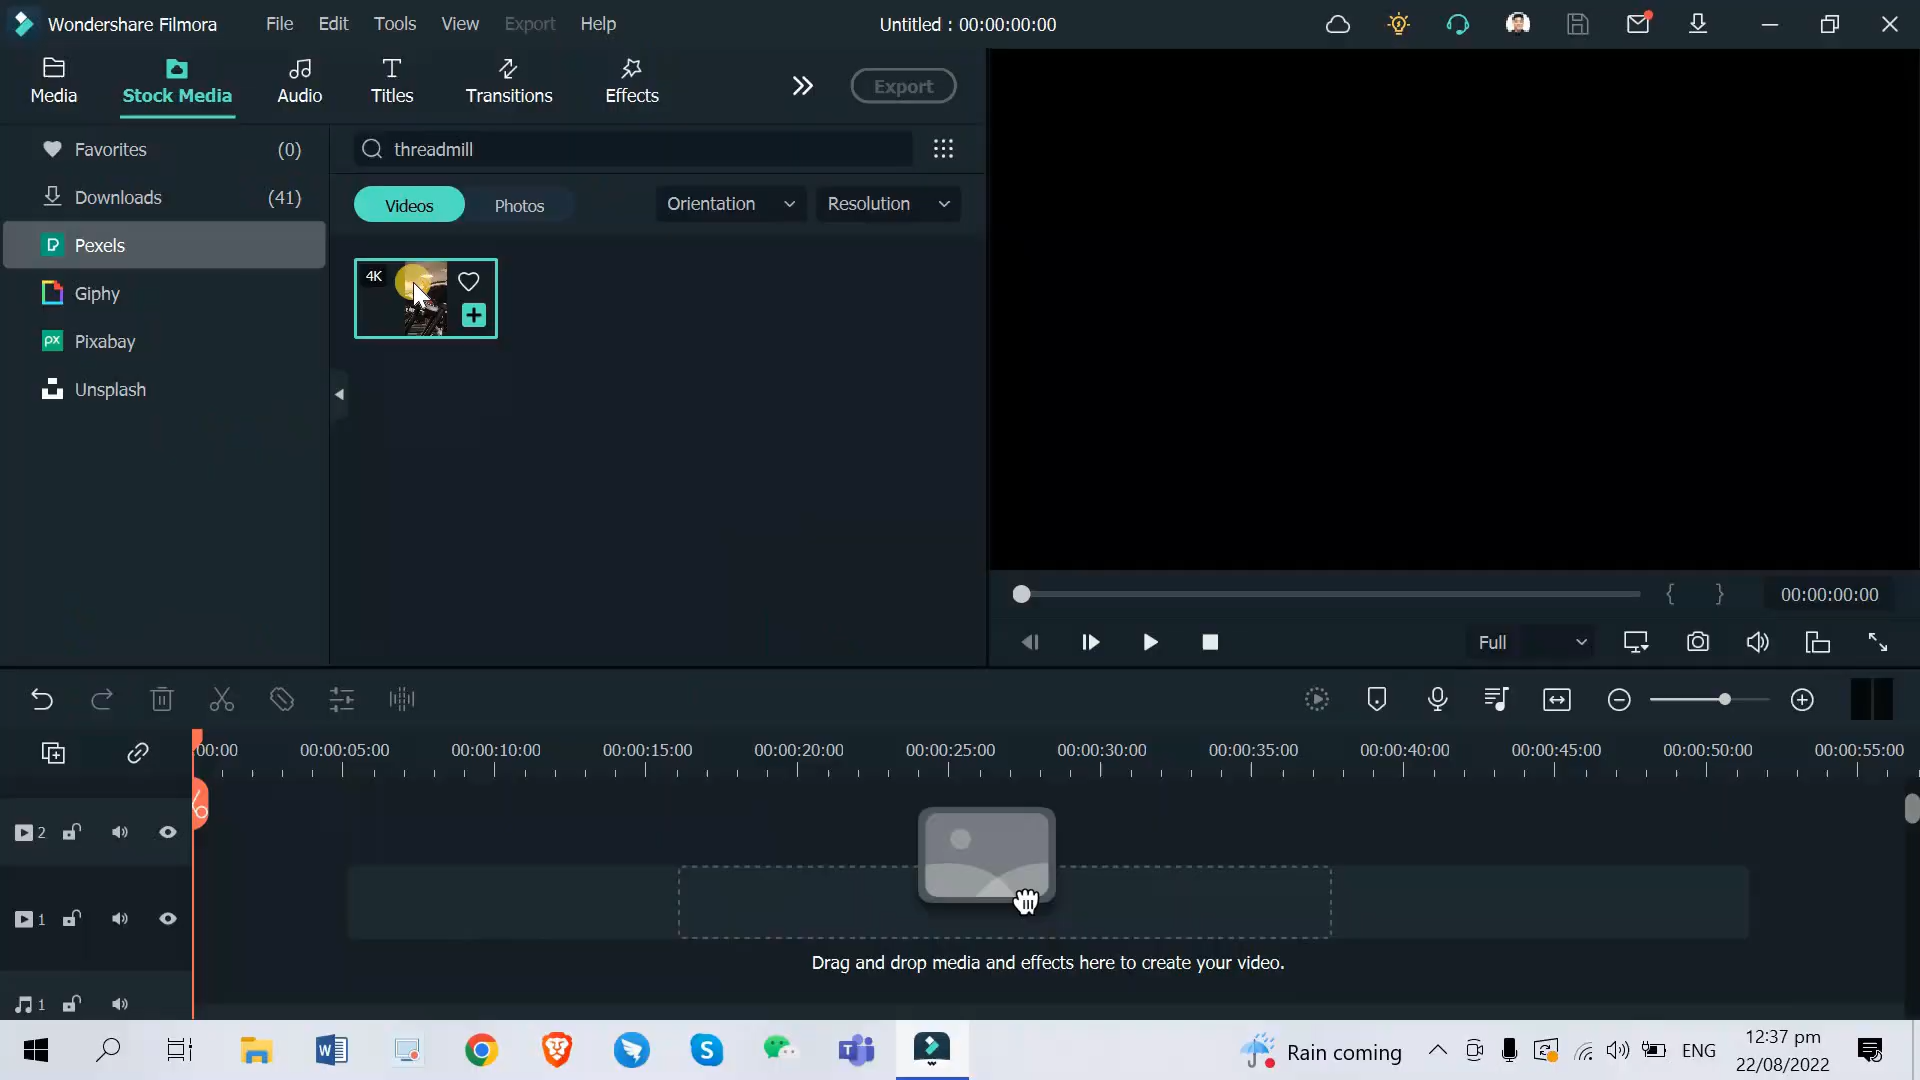 Wondershare Filmora
File
Edit
Tools
View
Export
Help
Untitled : 00:00:00:00
Media
Stock Media
Audio
Titles
Transitions
Effects
Export
Favorites
(0)
Downloads
(41)
Pexels
Giphy
Pixabay
Unsplash
threadmill
Videos
Photos
Orientation
Resolution
4K
00:00:00:00
Full
00:00
00:00:05:00
00:00:10:00
00:00:15:00
00:00:20:00
00:00:25:00
00:00:30:00
00:00:35:00
00:00:40:00
00:00:45:00
00:00:50:00
00:00:55:00
2
1
Drag and drop media and effects here to create your video.
1
Rain coming
ENG
12:37 pm
22/08/2022